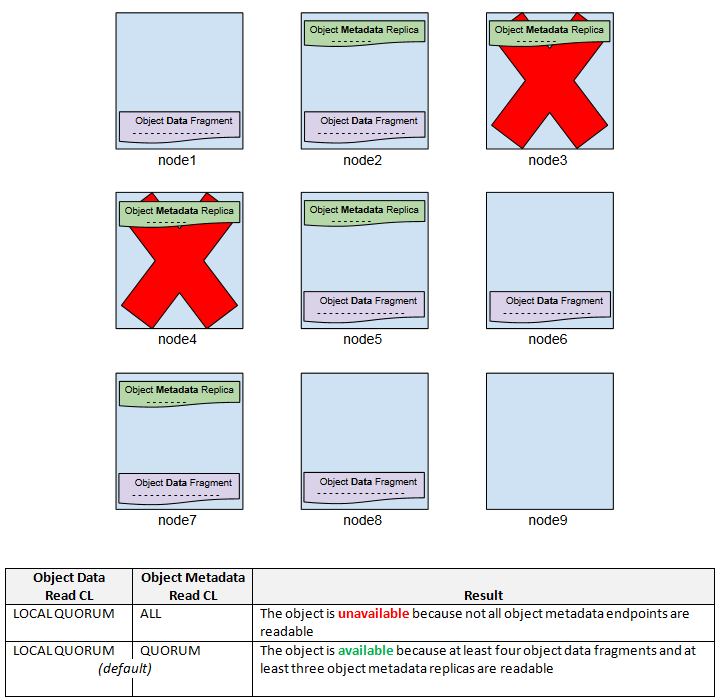 Object Metadata Replica
Object Metadata Replica
Object Data Fragment
Object Data Fragment
node1
node2
node3
Object Metadata Replica
Object Metadata Replica
Object Data Fragment
Object Data Fragment
node4
node5
node6
Object Metadata Replica
Object Data Fragment
Object Data Fragment
node7
node8
node9
Object Data
Read CL
Object Metadata
Read CL
Result
LOCAL QUORUM
ALL
The object is unavailable because not all object metadata endpoints are
readable
LOCAL QUORUM
(default)
QUORUM
The object is available because at least four object data fragments and at
least three object metadata replicas are readable